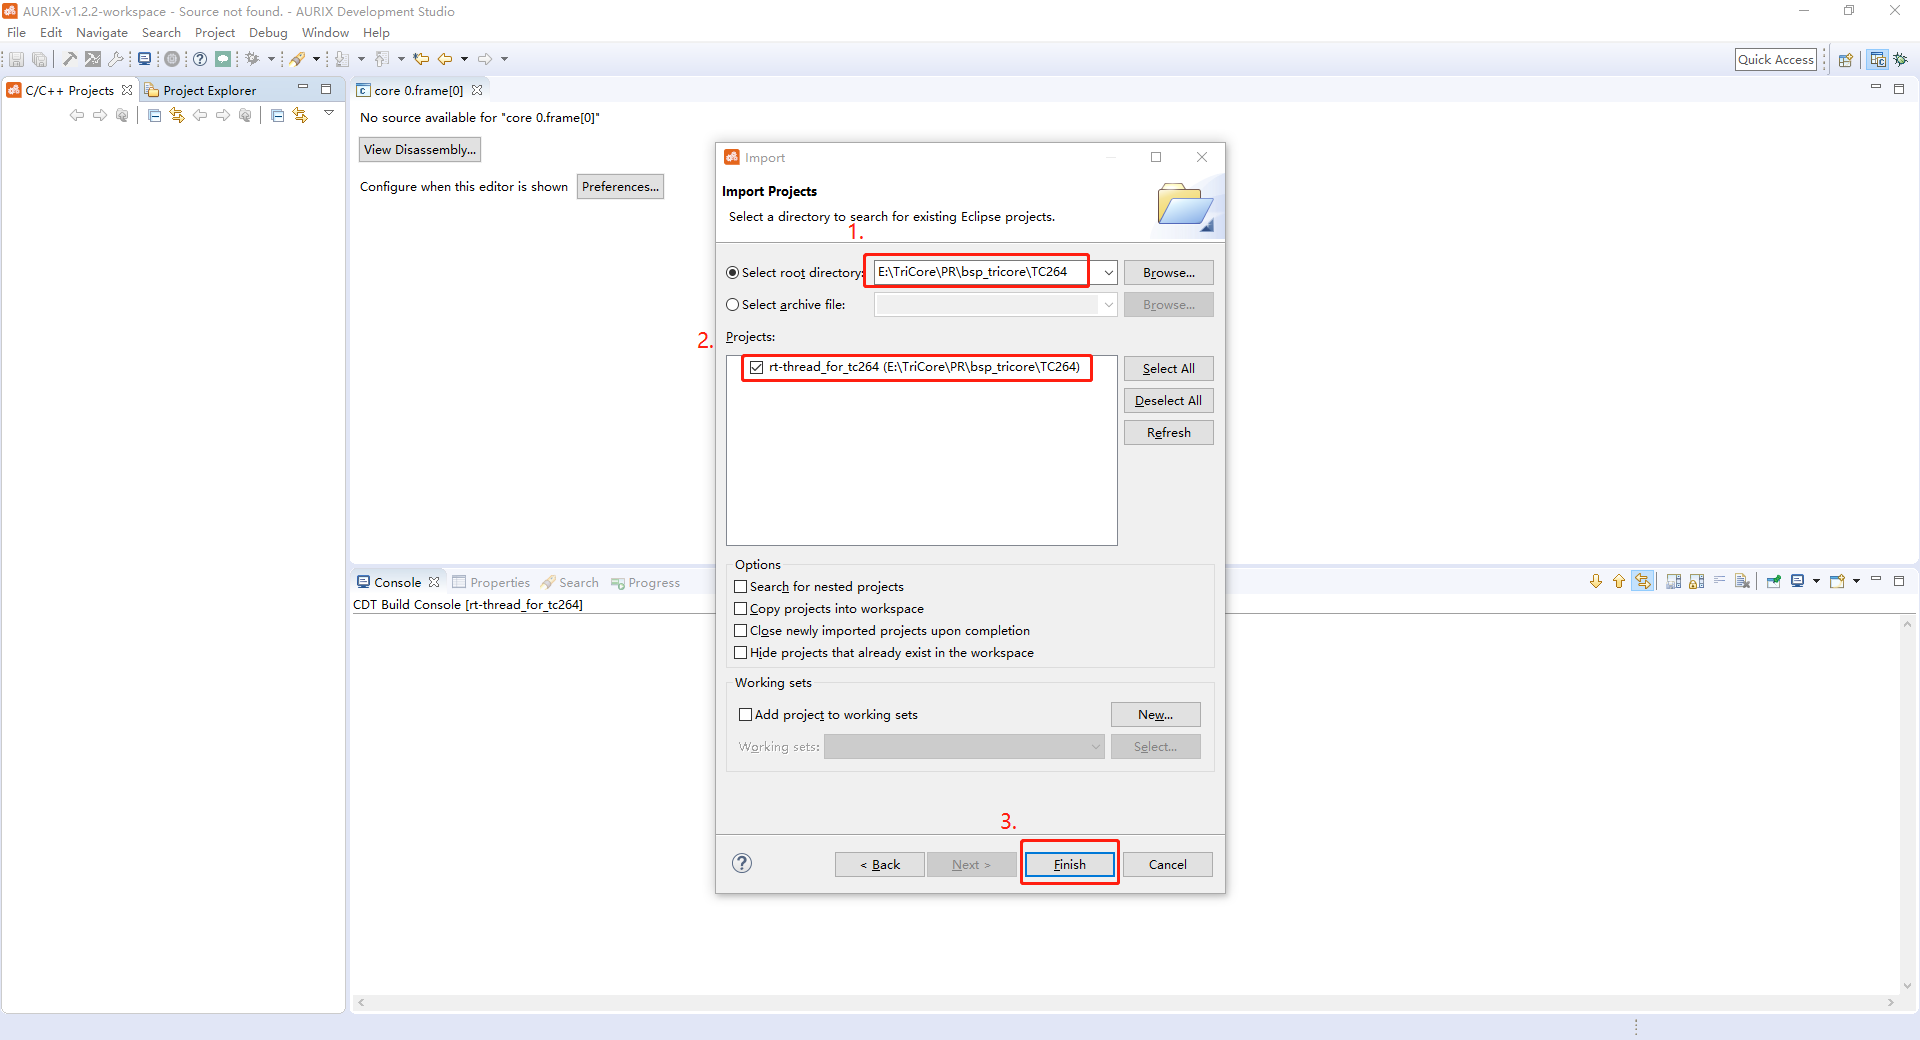 AURIX-v1.2.2-workspace - Source not found. - AURIX Development Studio
File Edit Navigate Search Project Debug Window Help
Quick Access
C/C++ Projects Project Explorer
core 0.frame[0]
No source available for "core 0.frame[0]"
View Disassembly...
Configure when this editor is shown Preferences...
Import
Import Projects
Select a directory to search for existing Eclipse projects.
1.
Select root directory: E:\TriCore\PR\bsp_tricore\TC264 Browse...
Select archive file: Browse...
2.
Projects:
rt-thread_for_tc264 (E:\TriCore\PR\bsp_tricore\TC264)
Select All
Deselect All
Refresh
Options
Search for nested projects
Copy projects into workspace
Close newly imported projects upon completion
Hide projects that already exist in the workspace
Working sets
Add project to working sets New...
Working sets: Select...
3.
< Back Next > Finish Cancel
Console Properties Search Progress
CDT Build Console [rt-thread_for_tc264]